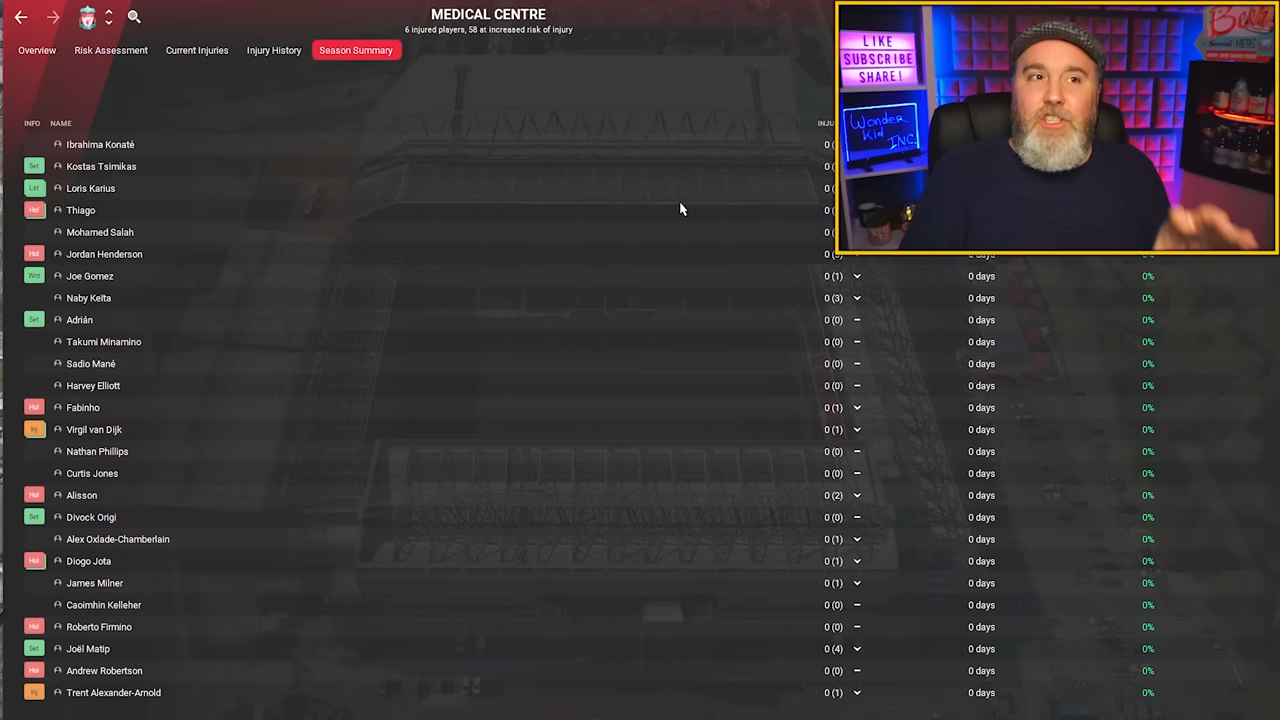 MEDICAL CENTRE
6 injured players, 58 at increased risk of injury
Overview Risk Assessment Current Injuries Injury History Season Summary
INFO NAME INJU
Ibrahima Konaté 0 (
Set Kostas Tsimikas 0 (
Lst Loris Karius 0 (
Hol Thiago 0 (
Mohamed Salah 0 (
Hol Jordan Henderson 0 days 0%
Wnt Joe Gomez 0 (1) 0 days 0%
Naby Keïta 0 (3) 0 days 0%
Set Adrián 0 (0) 0 days 0%
Takumi Minamino 0 (0) 0 days 0%
Sadio Mané 0 (0) 0 days 0%
Harvey Elliott 0 (0) 0 days 0%
Hol Fabinho 0 (1) 0 days 0%
Inj Virgil van Dijk 0 (1) 0 days 0%
Nathan Phillips 0 (0) 0 days 0%
Curtis Jones 0 (0) 0 days 0%
Hol Alisson 0 (2) 0 days 0%
Set Divock Origi 0 (0) 0 days 0%
Alex Oxlade-Chamberlain 0 (1) 0 days 0%
Hol Diogo Jota 0 (1) 0 days 0%
James Milner 0 (1) 0 days 0%
Caoimhin Kelleher 0 (0) 0 days 0%
Hol Roberto Firmino 0 (0) 0 days 0%
Set Joël Matip 0 (4) 0 days 0%
Hol Andrew Robertson 0 (0) 0 days 0%
Inj Trent Alexander-Arnold 0 (1) 0 days 0%
LIKE
SUBSCRIBE
SHARE!
Wonder
Kid
INC.
Beer
Served HERE